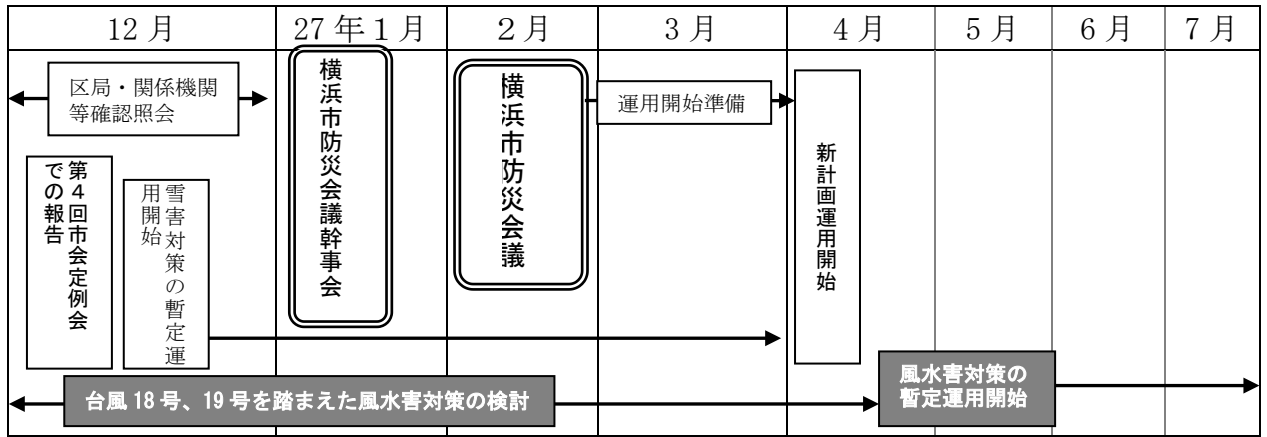 12月
27年1月
2月
3月
4月
5月
6月
7月
区局・関係機関
等確認照会
第4回市会定例会
での報告
雪害対策の暫定運
用開始
横浜市防災会議幹事会
横浜市防災会議
運用開始準備
新計画運用開始
台風18号、19号を踏まえた風水害対策の検討
風水害対策の
暫定運用開始